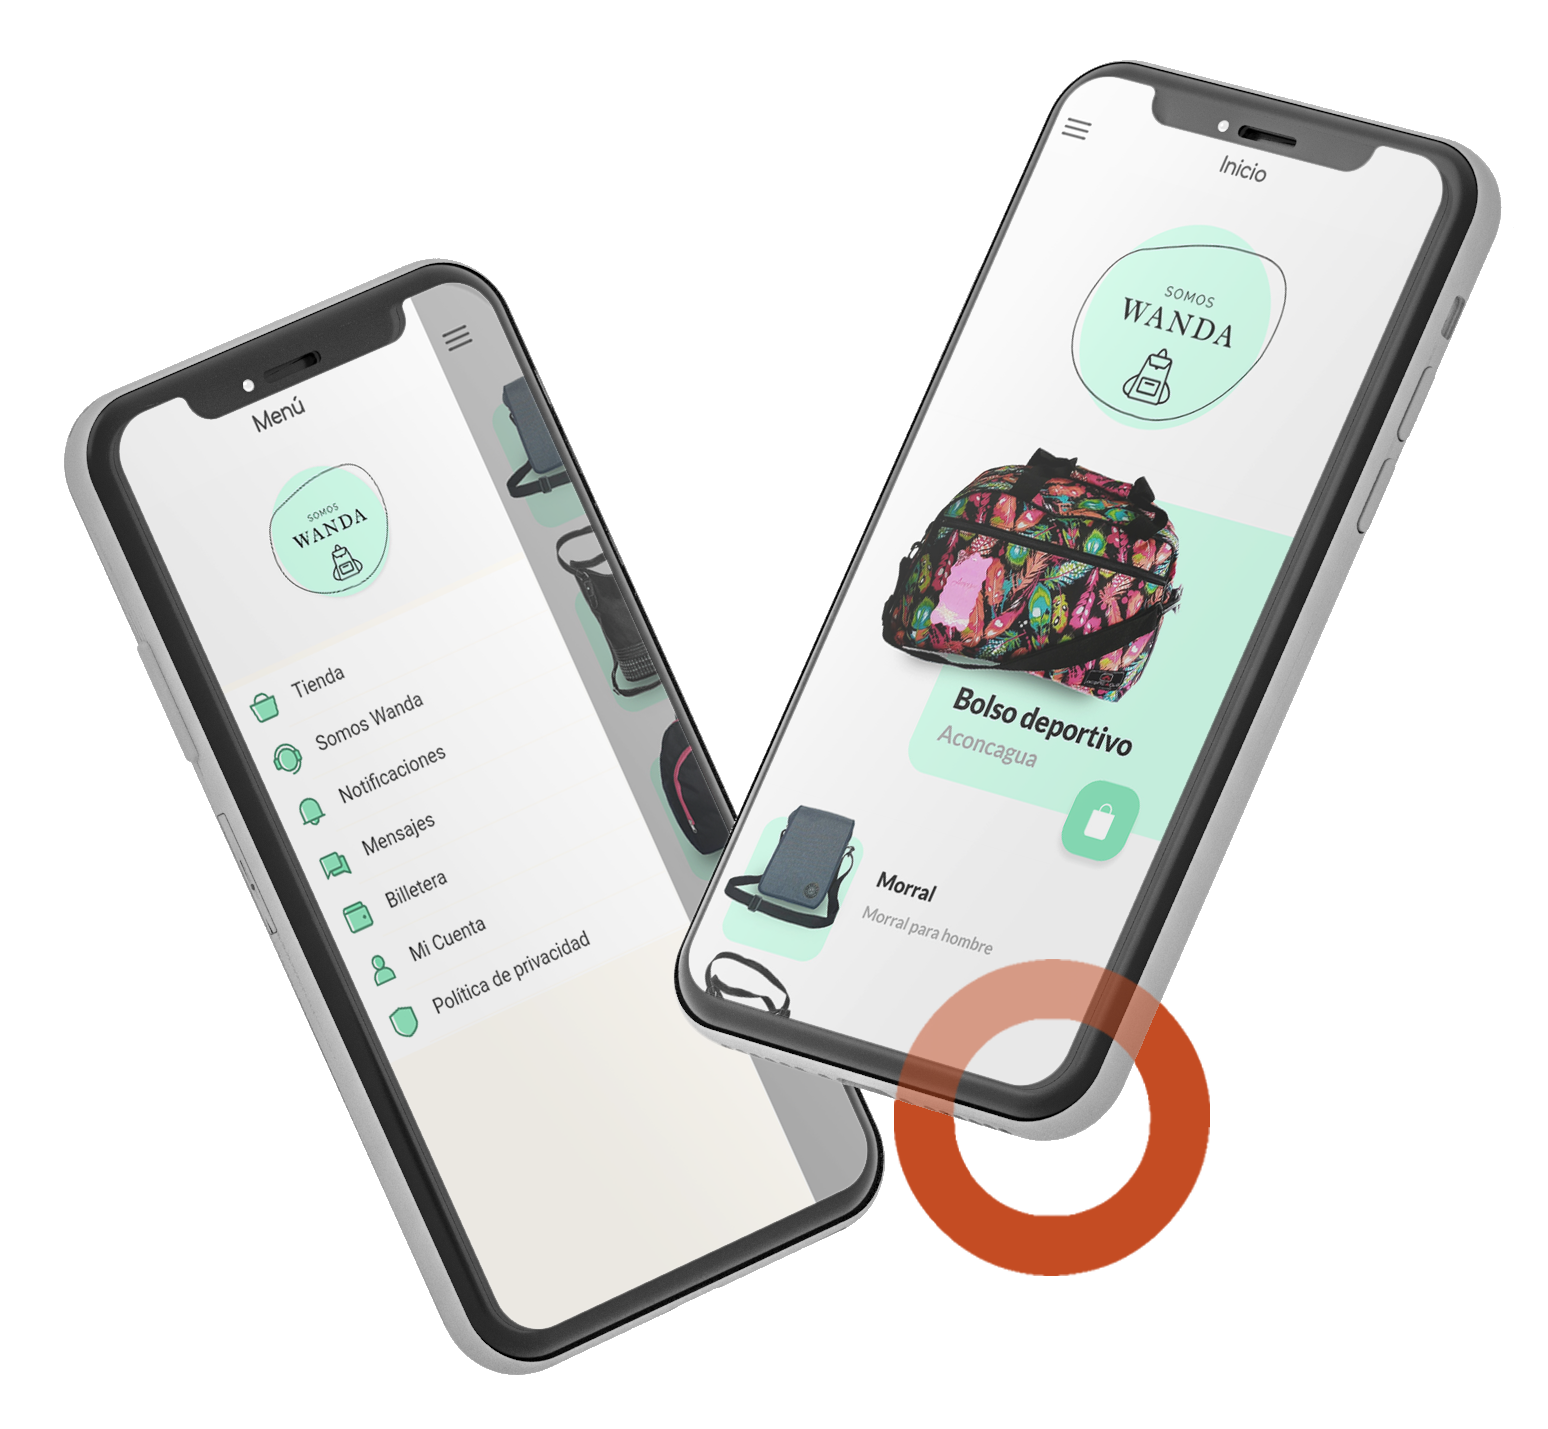 Menú
SOMOS
WANDA
Tienda
Somos Wanda
Notificaciones
Mensajes
Billetera
Mi Cuenta
Política de privacidad
Inicio
SOMOS
WANDA
Bolso deportivo
Aconcagua
Morral
Morral para hombre